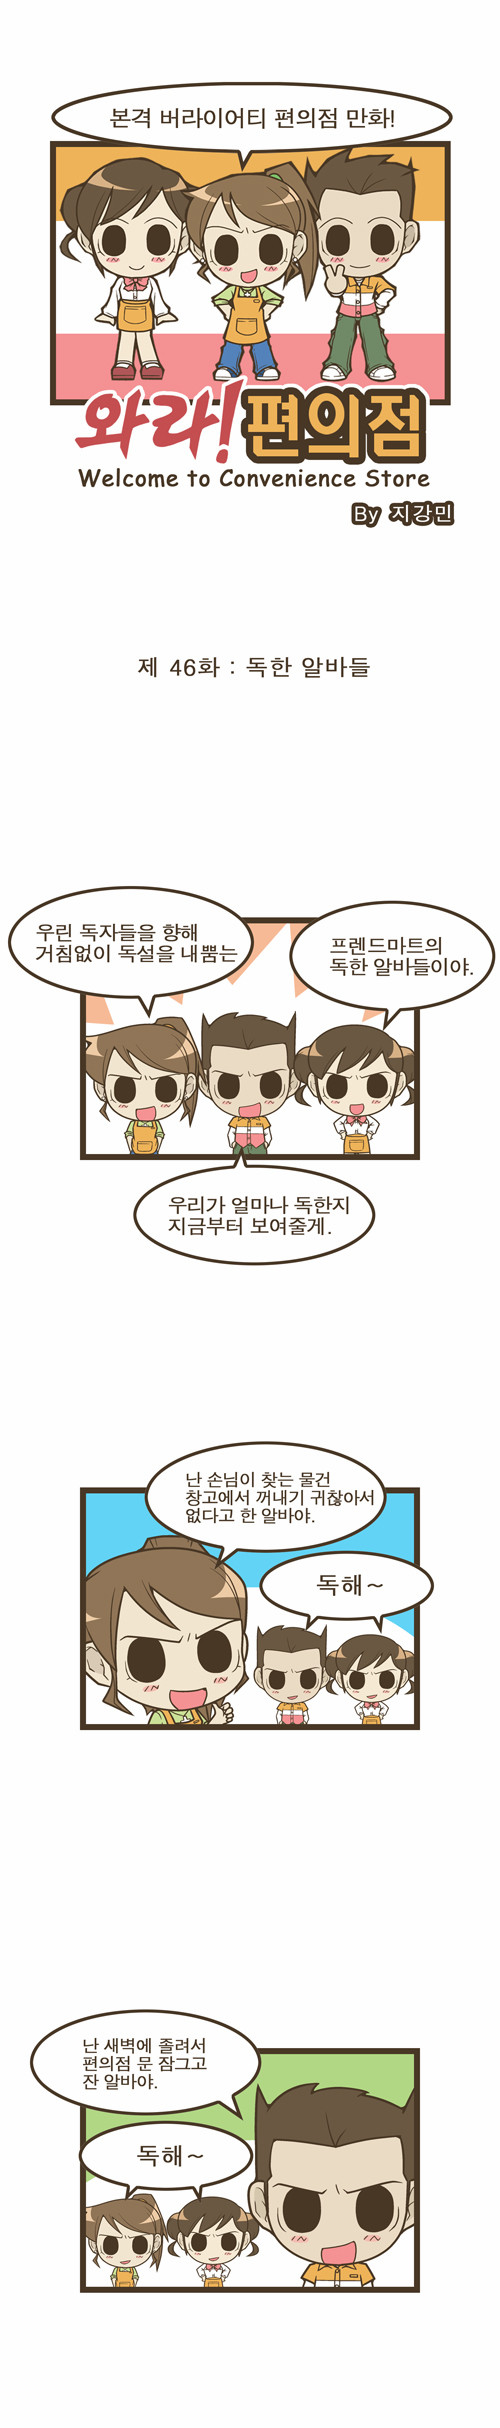 본격 버라이어티 편의점 만화!
와라! 편의점
Welcome to Convenience Store
By 지강민
제 46화 : 독한 알바들
우린 독자들을 향해
거침없이 독설을 내뿜는
프렌드마트의
독한 알바들이야.
우리가 얼마나 독한지
지금부터 보여줄게.
난 손님이 찾는 물건
창고에서 꺼내기 귀찮아서
없다고 한 알바야.
독해~
난 새벽에 졸려서
편의점 문 잠그고
잔 알바야.
독해~